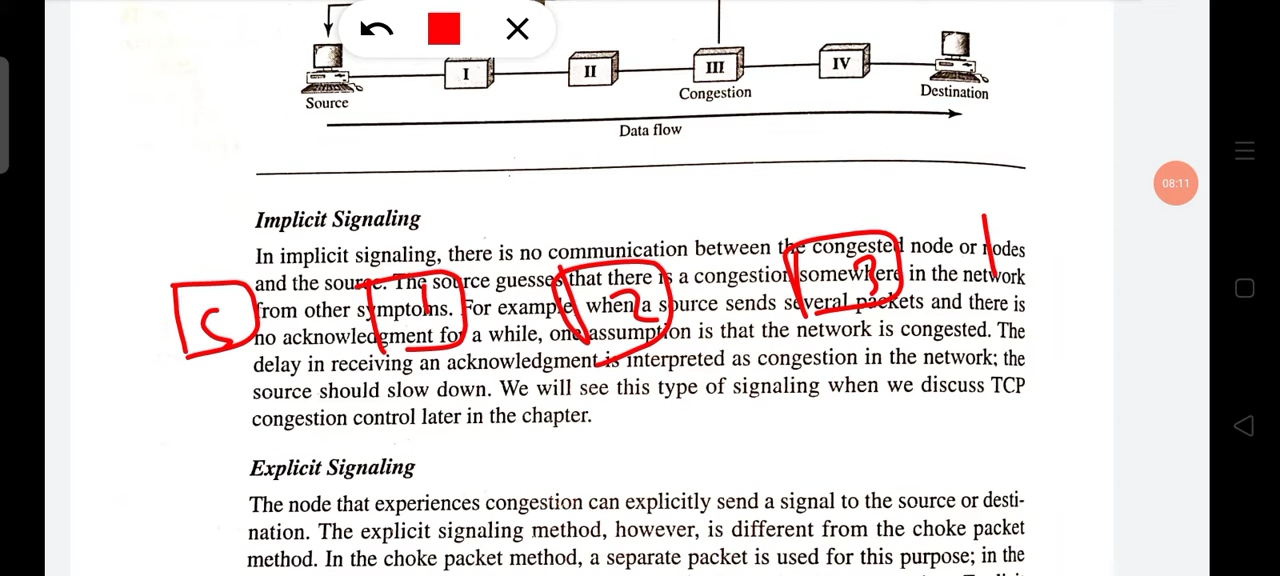 I
II
III
IV
Source
Congestion
Destination
Data flow
08:11
Implicit Signaling
In implicit signaling, there is no communication between the congested node or nodes
and the source. The source guesses that there is a congestion somewhere in the network
from other symptoms. For example, when a source sends several packets and there is
no acknowledgment for a while, one assumption is that the network is congested. The
delay in receiving an acknowledgment is interpreted as congestion in the network; the
source should slow down. We will see this type of signaling when we discuss TCP
congestion control later in the chapter.
S
1
2
3
Explicit Signaling
The node that experiences congestion can explicitly send a signal to the source or desti-
nation. The explicit signaling method, however, is different from the choke packet
method. In the choke packet method, a separate packet is used for this purpose; in the